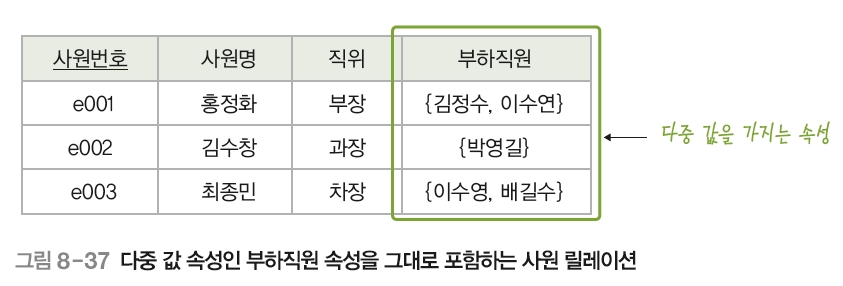 사원번호 사원명 직위 부하직원
e001 홍정화 부장 {김정수, 이수연}
e002 김수창 과장 {박영길}
e003 최종민 차장 {이수영, 배길수}
다중 값을 가지는 속성
그림 8-37 다중 값 속성인 부하직원 속성을 그대로 포함하는 사원 릴레이션